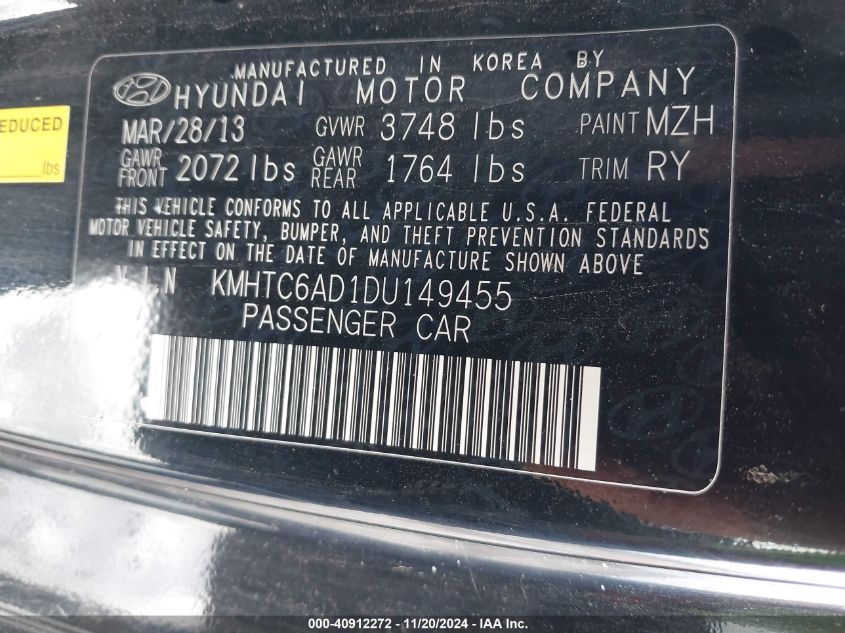 MANUFACTURED IN KOREA BY
HYUNDAI MOTOR COMPANY
MAR/28/13 GVWR 3748 lbs PAINT MZH
GAWR FRONT 2072 lbs GAWR REAR 1764 lbs TRIM RY
THIS VEHICLE CONFORMS TO ALL APPLICABLE U.S.A. FEDERAL
MOTOR VEHICLE SAFETY, BUMPER, AND THEFT PREVENTION STANDARDS
IN EFFECT ON THE DATE OF MANUFACTURE SHOWN ABOVE
V.I.N KMHTC6AD1DU149455
PASSENGER CAR
EDUCED
lbs
000-40912272 - 11/20/2024 - IAA Inc.